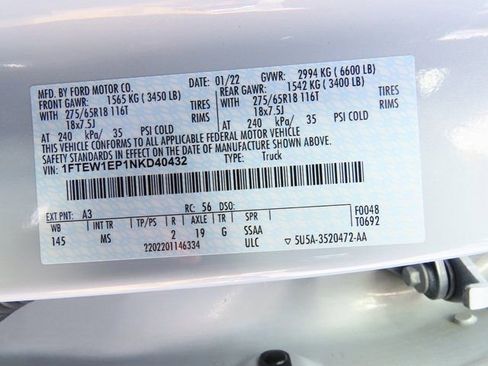 MFD. BY FORD MOTOR CO. 01/22 GVWR: 2994 KG (6600 LB)
FRONT GAWR: 1565 KG (3450 LB) REAR GAWR: 1542 KG (3400 LB)
WITH 275/65R18 116T TIRES WITH 275/65R18 116T TIRES
18x7.5J RIMS 18x7.5J RIMS
AT 240 kPa/ 35 PSI COLD AT 240 kPa/ 35 PSI COLD
THIS VEHICLE CONFORMS TO ALL APPLICABLE FEDERAL MOTOR VEHICLE
SAFETY STANDARDS IN EFFECT ON THE DATE OF MANUFACTURE SHOWN ABOVE.
VIN: 1FTEW1EP1NKD40432 TYPE: Truck
EXT PNT: A3 RC: 56 DSO: F0048
WB INT TR TP/PS R AXLE TR SPR T0692
145 MS 2 19 G SSAA
2202201146334 ULC 5U5A-3520472-AA